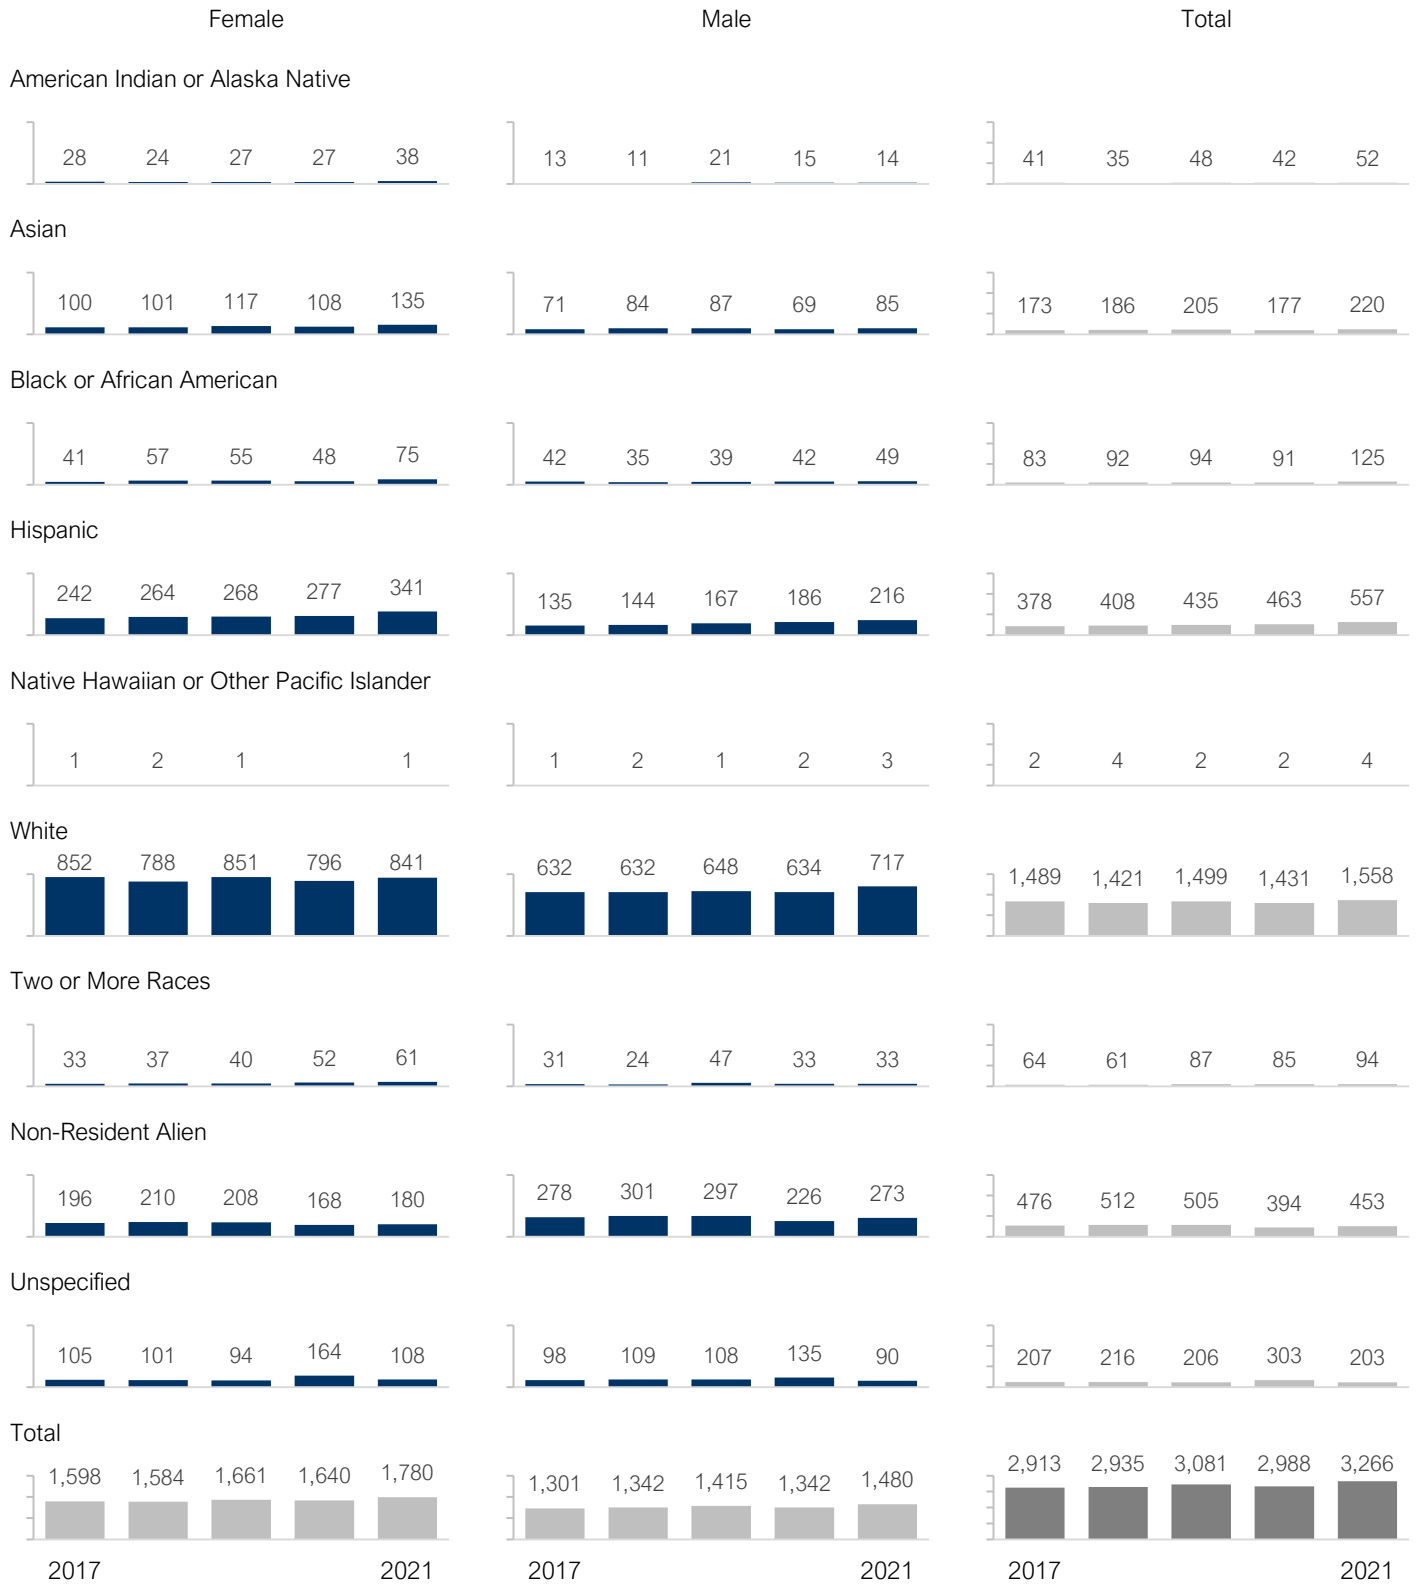 Female Male Total
American Indian or Alaska Native
28 24 27 27 38 13 11 21 15 14 41 35 48 42 52
Asian
100 101 117 108 135 71 84 87 69 85 173 186 205 177 220
Black or African American
41 57 55 48 75 42 35 39 42 49 83 92 94 91 125
Hispanic
242 264 268 277 341 135 144 167 186 216 378 408 435 463 557
Native Hawaiian or Other Pacific Islander
1 2 1 1 1 2 1 2 3 2 4 2 2 4
White
852 788 851 796 841 632 632 648 634 717 1,489 1,421 1,499 1,431 1,558
Two or More Races
33 37 40 52 61 31 24 47 33 33 64 61 87 85 94
Non-Resident Alien
196 210 208 168 180 278 301 297 226 273 476 512 505 394 453
Unspecified
105 101 94 164 108 98 109 108 135 90 207 216 206 303 203
Total
1,598 1,584 1,661 1,640 1,780 1,301 1,342 1,415 1,342 1,480 2,913 2,935 3,081 2,988 3,266
2017 2021 2017 2021 2017 2021